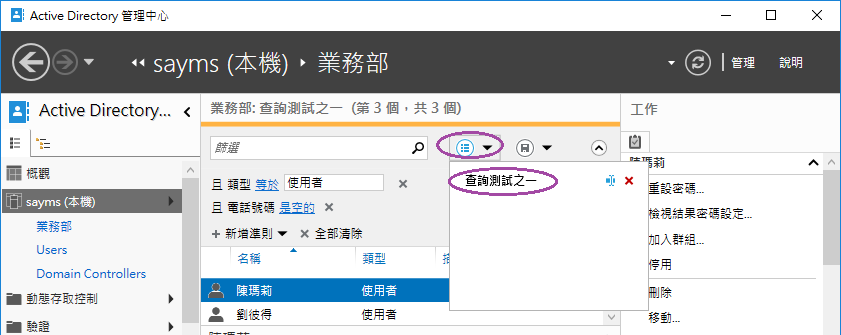 Active Directory 管理中心
sayms (本機) 業務部 管理 說明
Active Directory...
業務部: 查詢測試之一 (第 3 個，共 3 個)
工作
篩選
概觀
sayms (本機)
業務部
Users
Domain Controllers
動態存取控制
驗證
且 類型 等於 使用者
且 電話號碼 是空的
新增準則 全部清除
名稱 類型
陳瑪莉 使用者
劉彼得 使用者
查詢測試之一
陳瑪莉
重設密碼...
檢視結果密碼設定...
加入群組...
停用
刪除
移動...